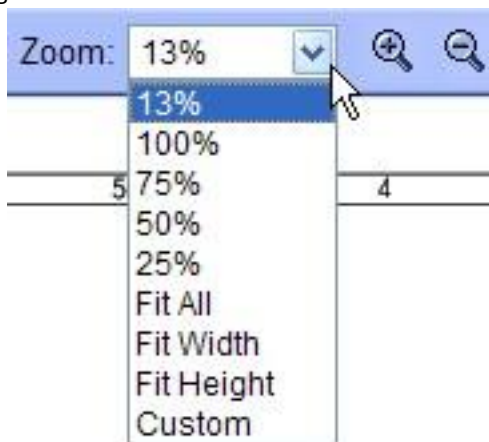 Zoom: 13%
13%
100%
5 75% 4
50%
25%
Fit All
Fit Width
Fit Height
Custom